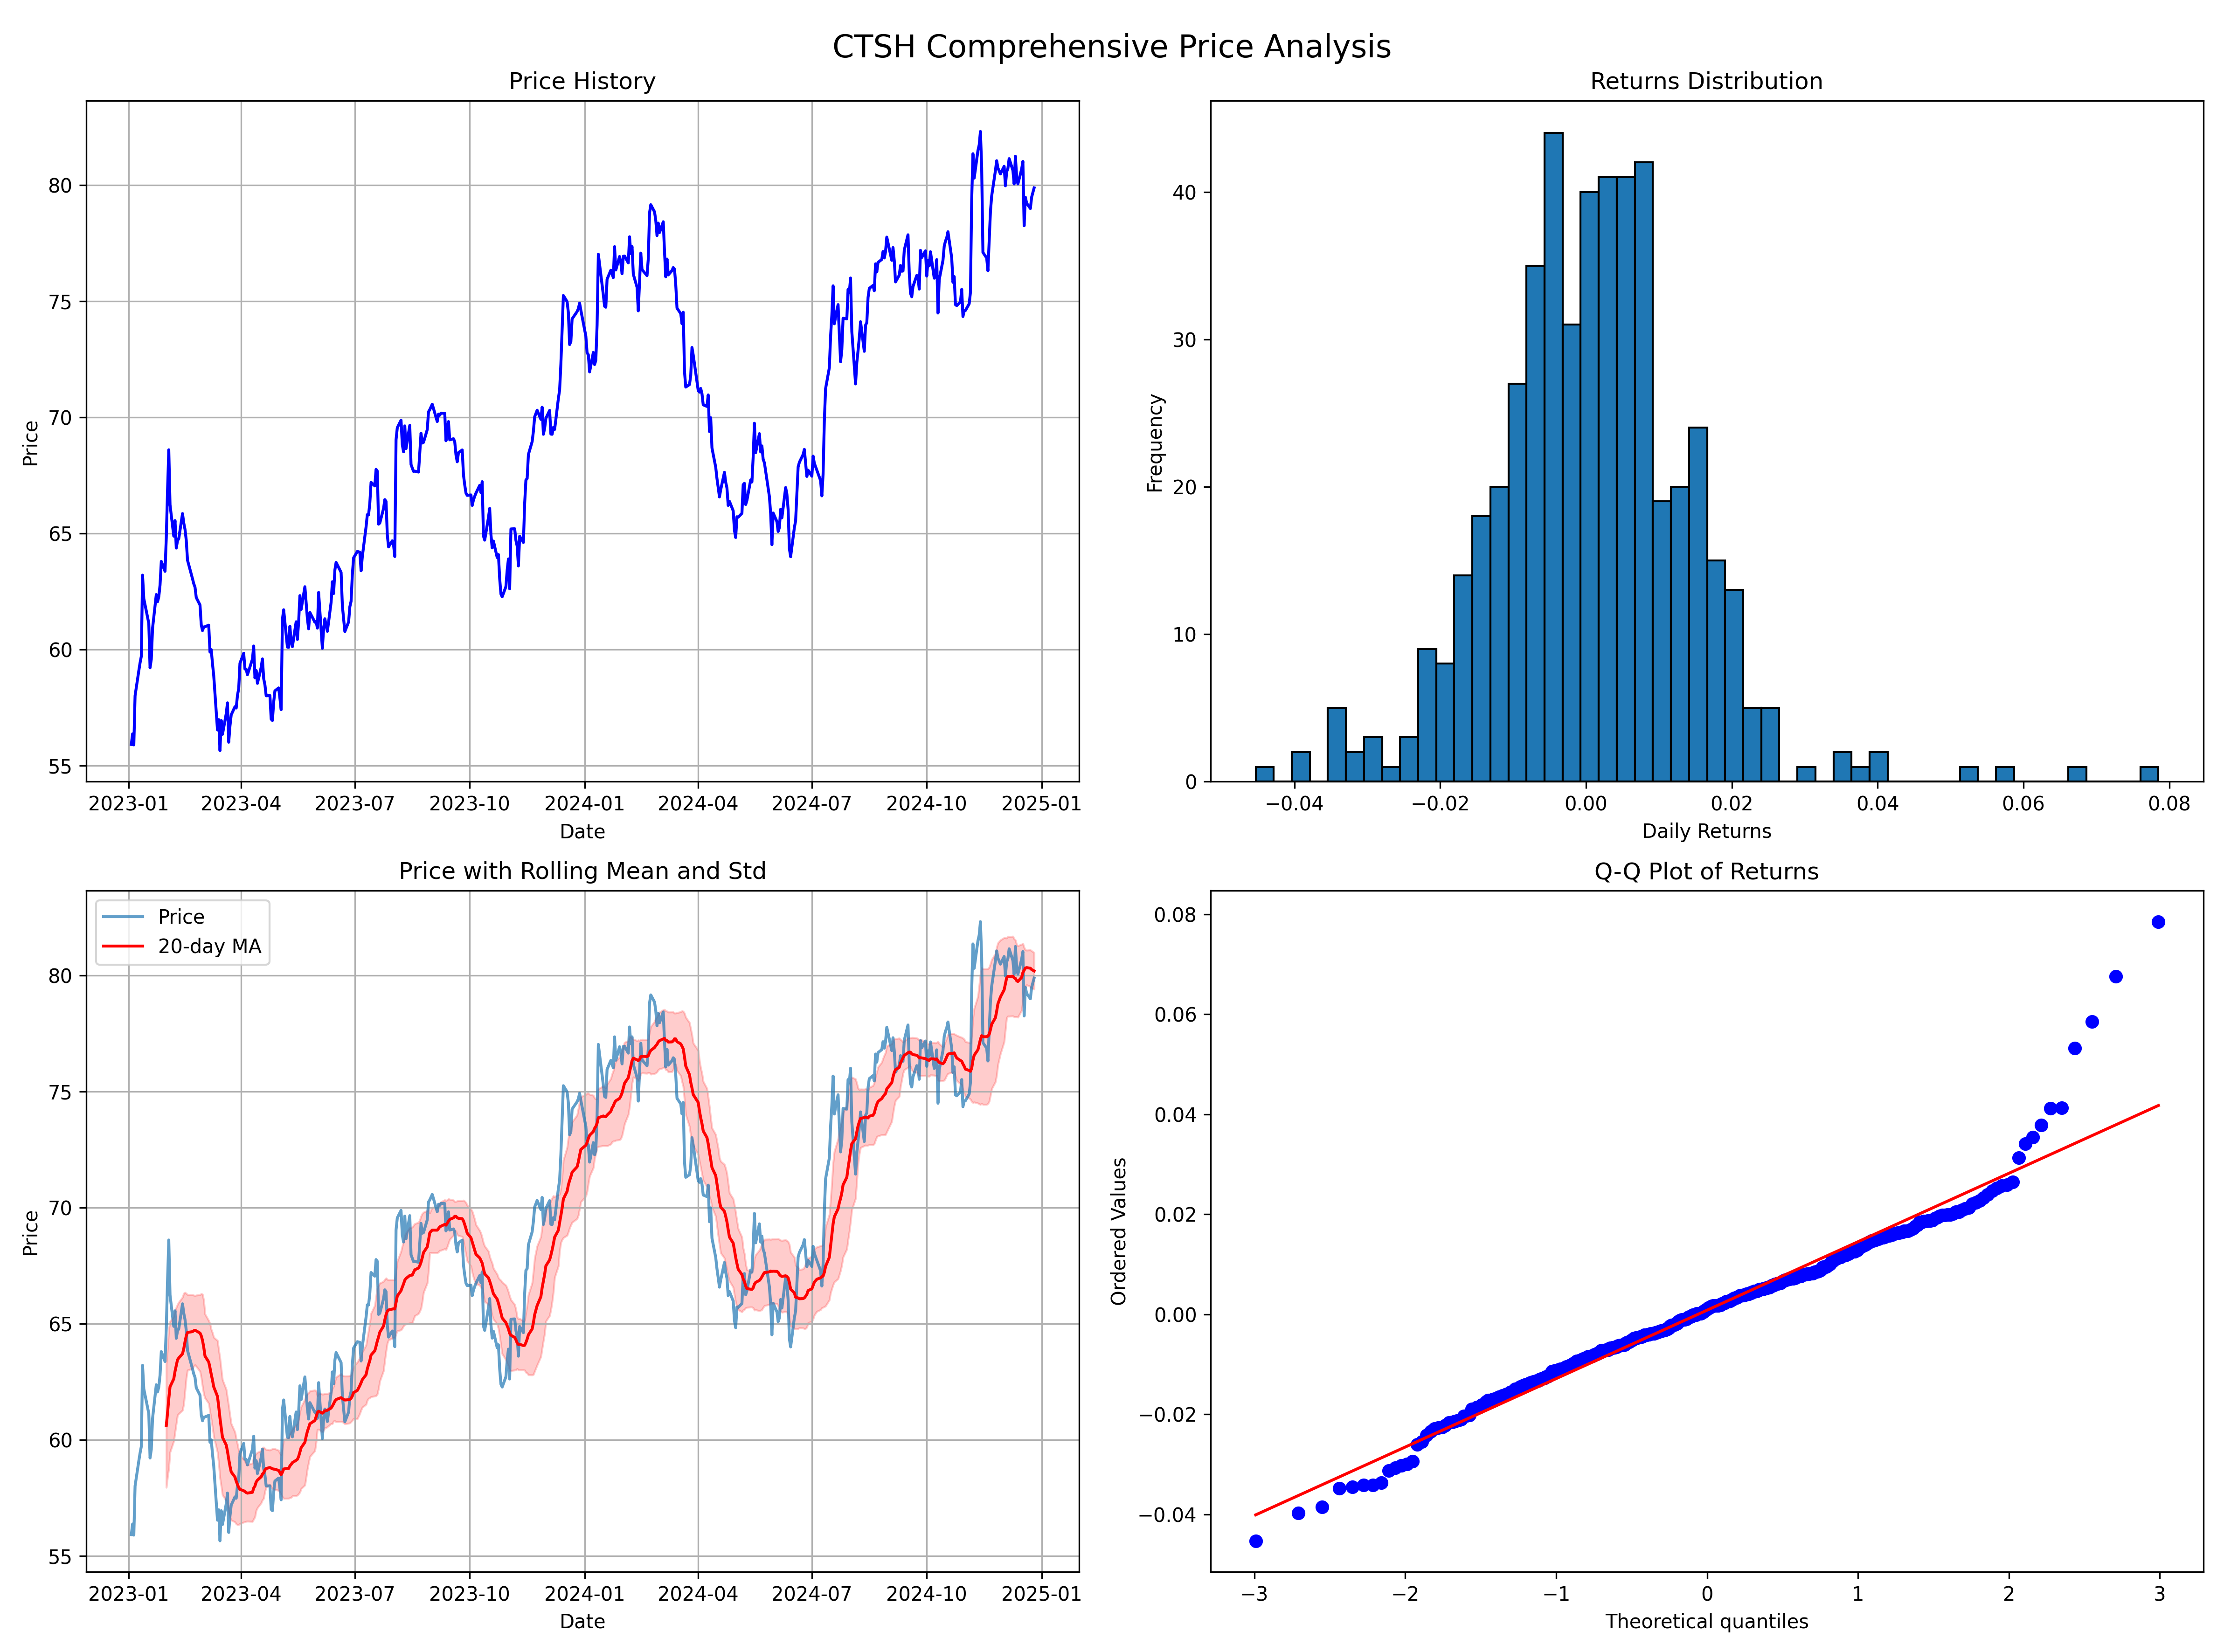 CTSH Comprehensive Price Analysis
Price History
Price
80
75
70
65
60
55
2023-01 2023-04 2023-07 2023-10 2024-01 2024-04 2024-07 2024-10 2025-01
Date
Returns Distribution
Frequency
40
30
20
10
0
−0.04 −0.02 0.00 0.02 0.04 0.06 0.08
Daily Returns
Price with Rolling Mean and Std
Price
20-day MA
Price
80
75
70
65
60
55
2023-01 2023-04 2023-07 2023-10 2024-01 2024-04 2024-07 2024-10 2025-01
Date
Q-Q Plot of Returns
Ordered Values
0.08
0.06
0.04
0.02
0.00
−0.02
−0.04
−3 −2 −1 0 1 2 3
Theoretical quantiles